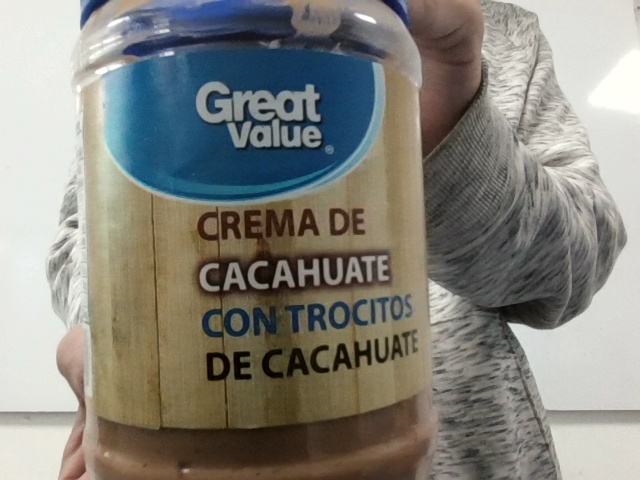 Great
Value®
CREMA DE
CACAHUATE
CON TROCITOS
DE CACAHUATE